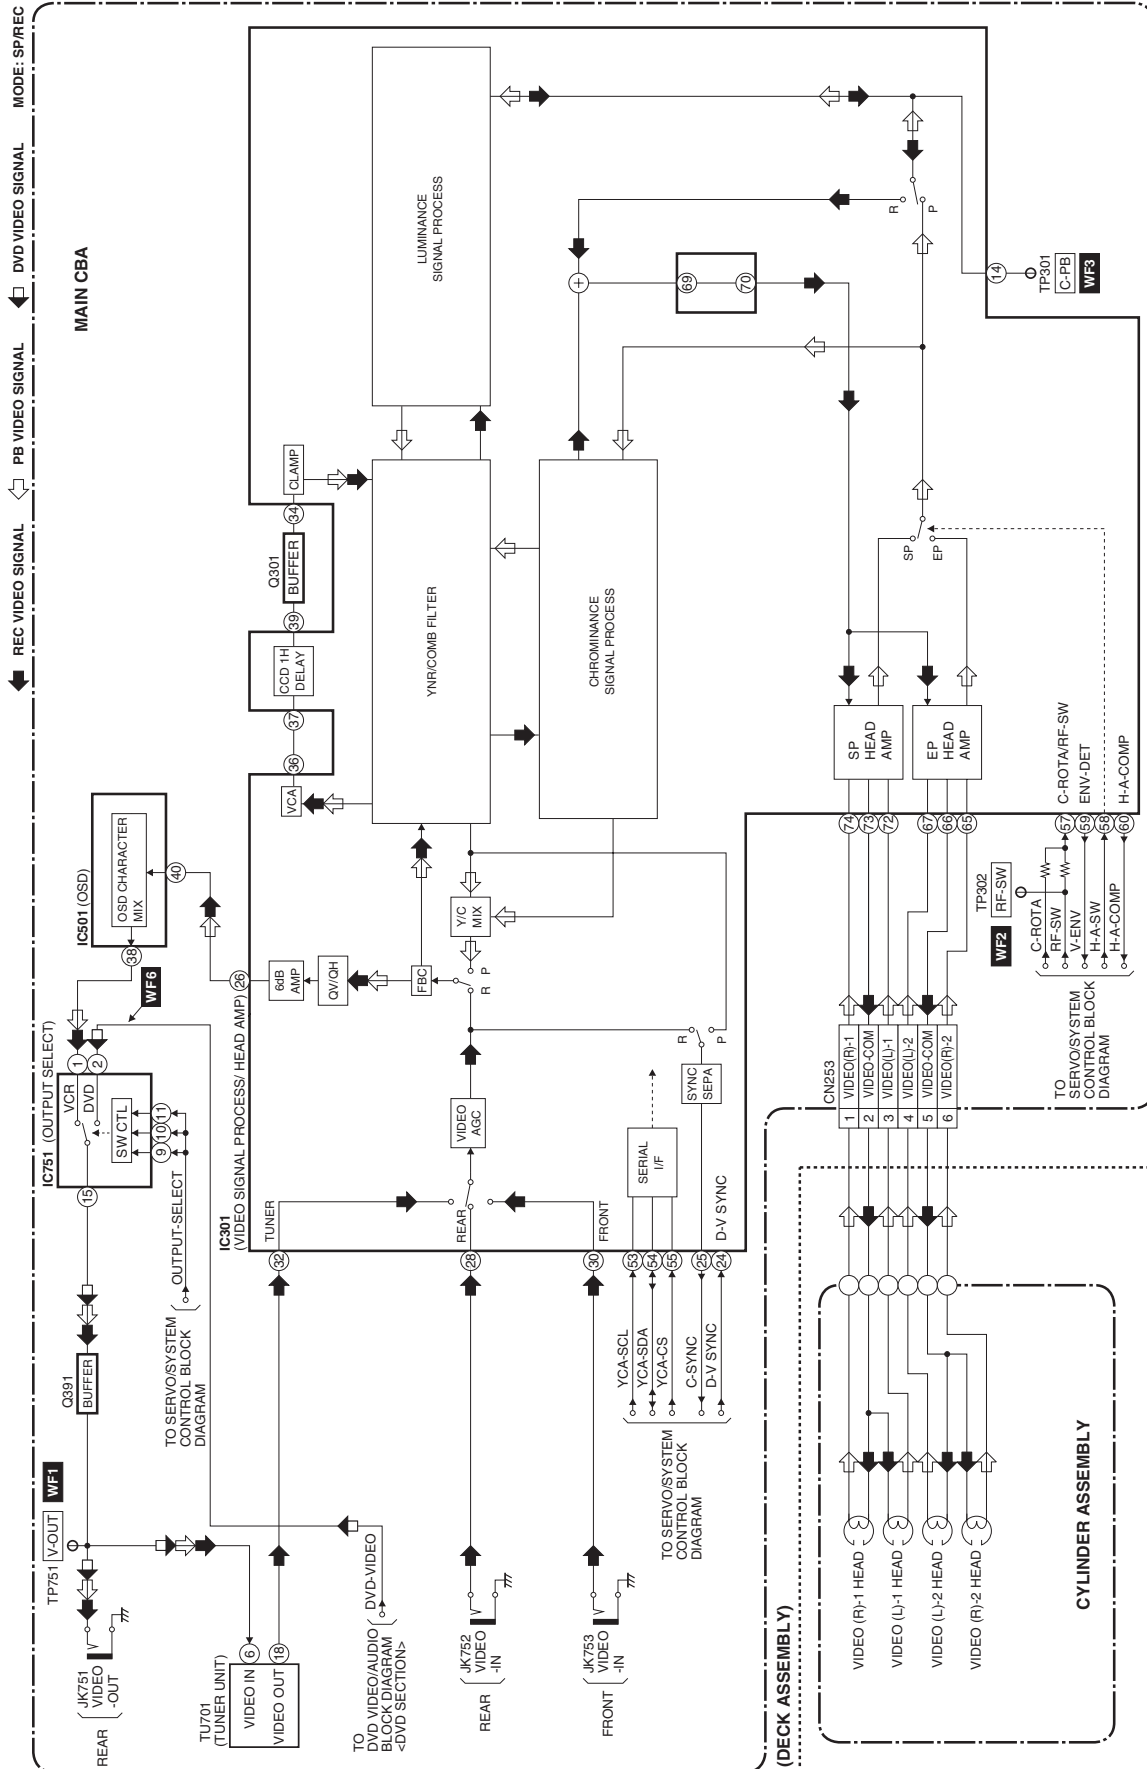 REC VIDEO SIGNAL
PB VIDEO SIGNAL
DVD VIDEO SIGNAL
MODE: SP/REC
MAIN CBA
REAR
JK751
VIDEO
-OUT
TP751
V-OUT
WF1
Q391
BUFFER
TU701
(TUNER UNIT)
VIDEO IN
6
VIDEO OUT
18
TO
DVD VIDEO/AUDIO
BLOCK DIAGRAM
<DVD SECTION>
DVD-VIDEO
TO SERVO/SYSTEM
CONTROL BLOCK
DIAGRAM
OUTPUT-SELECT
IC751 (OUTPUT SELECT)
15
VCR
DVD
SW CTL
9
10
11
1
2
WF6
IC501 (OSD)
OSD CHARACTER
MIX
38
40
REAR
JK752
VIDEO
-IN
FRONT
JK753
VIDEO
-IN
IC301
(VIDEO SIGNAL PROCESS/ HEAD AMP)
32
TUNER
28
REAR
30
FRONT
26
6dB
AMP
QV/QH
FBC
VIDEO
AGC
R
P
Y/C
MIX
VCA
36
37
CCD 1H
DELAY
39
Q301
BUFFER
34
CLAMP
YNR/COMB FILTER
LUMINANCE
SIGNAL PROCESS
CHROMINANCE
SIGNAL PROCESS
SERIAL
I/F
SYNC
SEPA
R
P
53
54
55
25
24
D-V SYNC
YCA-SCL
YCA-SDA
YCA-CS
C-SYNC
D-V SYNC
TO SERVO/SYSTEM
CONTROL BLOCK
DIAGRAM
+
69
70
R
P
14
TP301
C-PB
WF3
SP
EP
SP
HEAD
AMP
EP
HEAD
AMP
74
73
72
67
66
65
57
C-ROTA/RF-SW
59
ENV-DET
58
60
H-A-COMP
TP302
RF-SW
WF2
C-ROTA
RF-SW
V-ENV
H-A-SW
H-A-COMP
TO
SERVO/SYSTEM
CONTROL BLOCK
DIAGRAM
CN253
1 VIDEO(R)-1
2 VIDEO-COM
3 VIDEO(L)-1
4 VIDEO(L)-2
5 VIDEO-COM
6 VIDEO(R)-2
(DECK ASSEMBLY)
CYLINDER ASSEMBLY
VIDEO (R)-1 HEAD
VIDEO (L)-1 HEAD
VIDEO (L)-2 HEAD
VIDEO (R)-2 HEAD